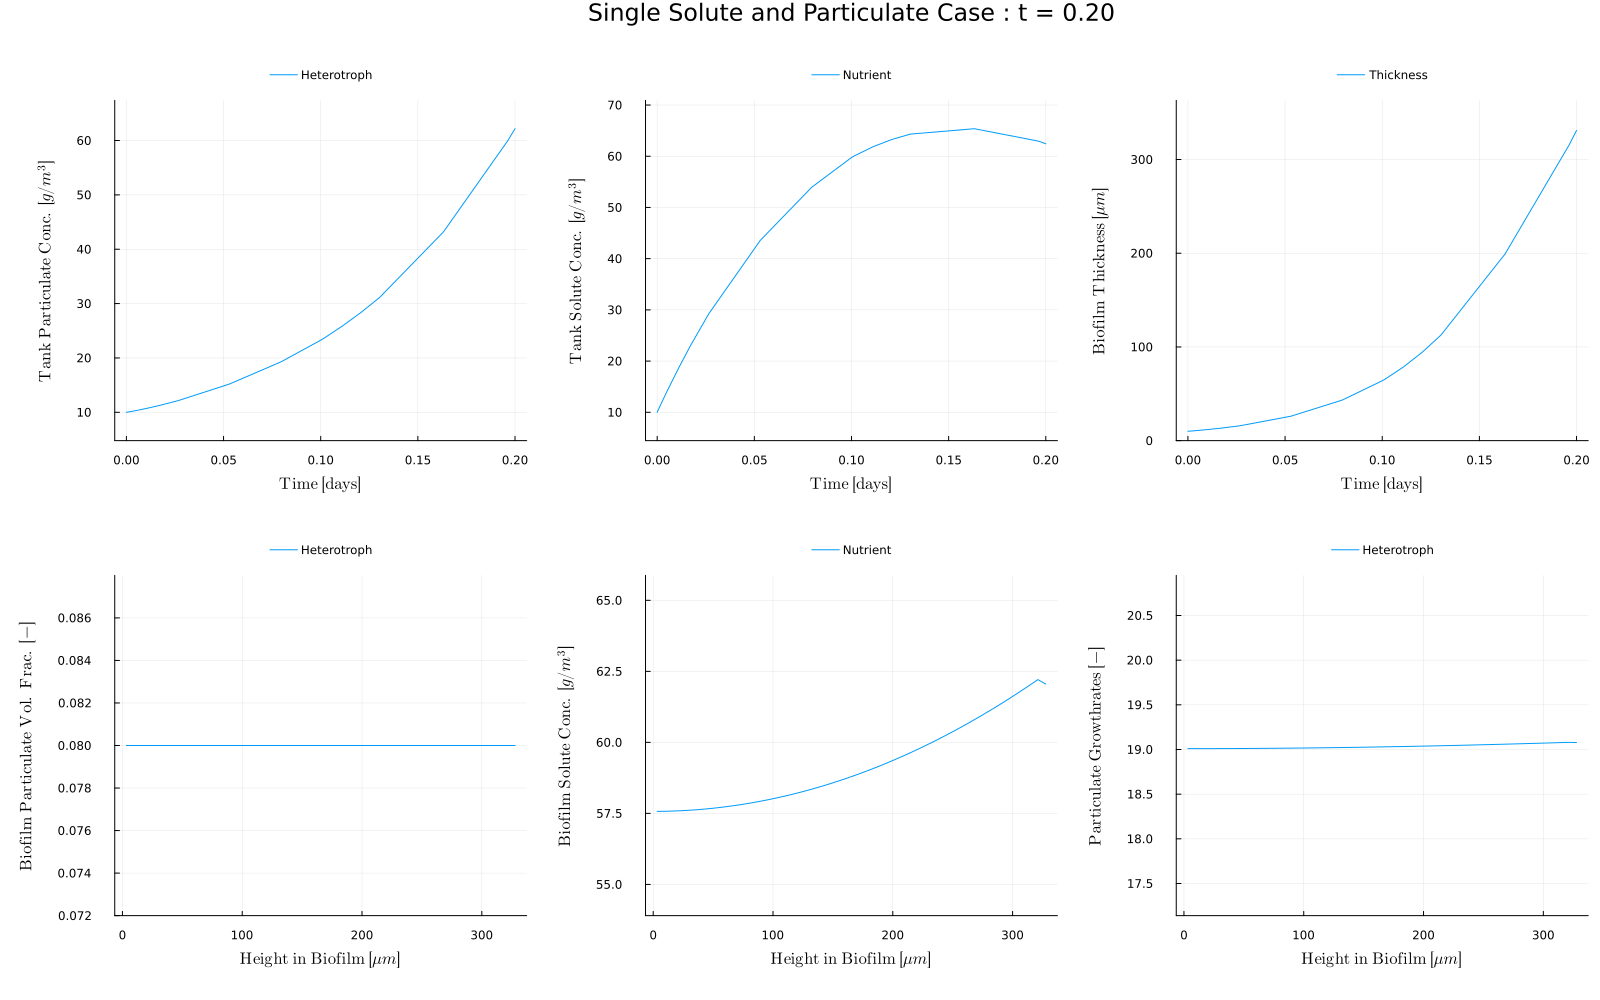 Single Solute and Particulate Case : t = 0.20
Heterotroph
Tank Particulate Conc. [g/m³]
60
50
40
30
20
10
0.00 0.05 0.10 0.15 0.20
Time [days]
Nutrient
Tank Solute Conc. [g/m³]
70
60
50
40
30
20
10
0.00 0.05 0.10 0.15 0.20
Time [days]
Thickness
Biofilm Thickness [μm]
300
200
100
0
0.00 0.05 0.10 0.15 0.20
Time [days]
Heterotroph
Biofilm Particulate Vol. Frac. [−]
0.086
0.084
0.082
0.080
0.078
0.076
0.074
0.072
0 100 200 300
Height in Biofilm [μm]
Nutrient
Biofilm Solute Conc. [g/m³]
65.0
62.5
60.0
57.5
55.0
0 100 200 300
Height in Biofilm [μm]
Heterotroph
Particulate Growthrates [−]
20.5
20.0
19.5
19.0
18.5
18.0
17.5
0 100 200 300
Height in Biofilm [μm]